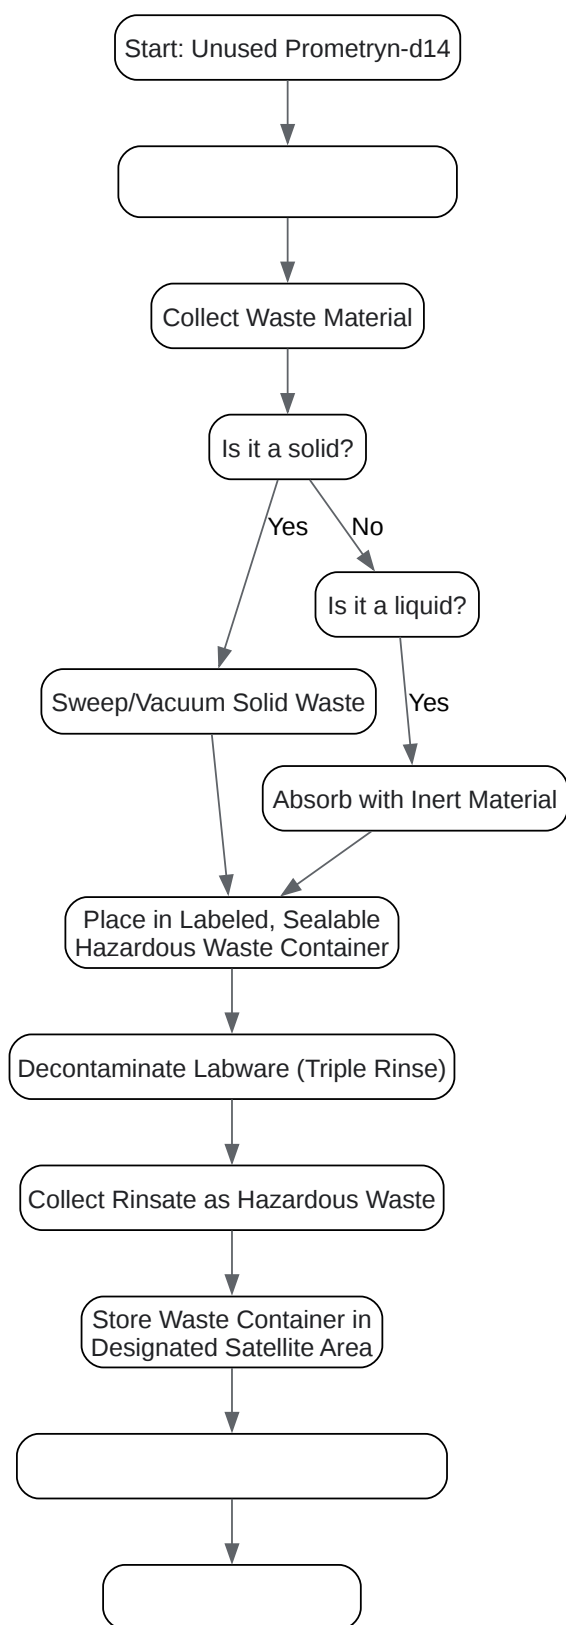 Start: Unused Prometryn-d14
Collect Waste Material
Is it a solid?
Yes
No
Is it a liquid?
Sweep/Vacuum Solid Waste
Yes
Absorb with Inert Material
Place in Labeled, Sealable
Hazardous Waste Container
Decontaminate Labware (Triple Rinse)
Collect Rinsate as Hazardous Waste
Store Waste Container in
Designated Satellite Area